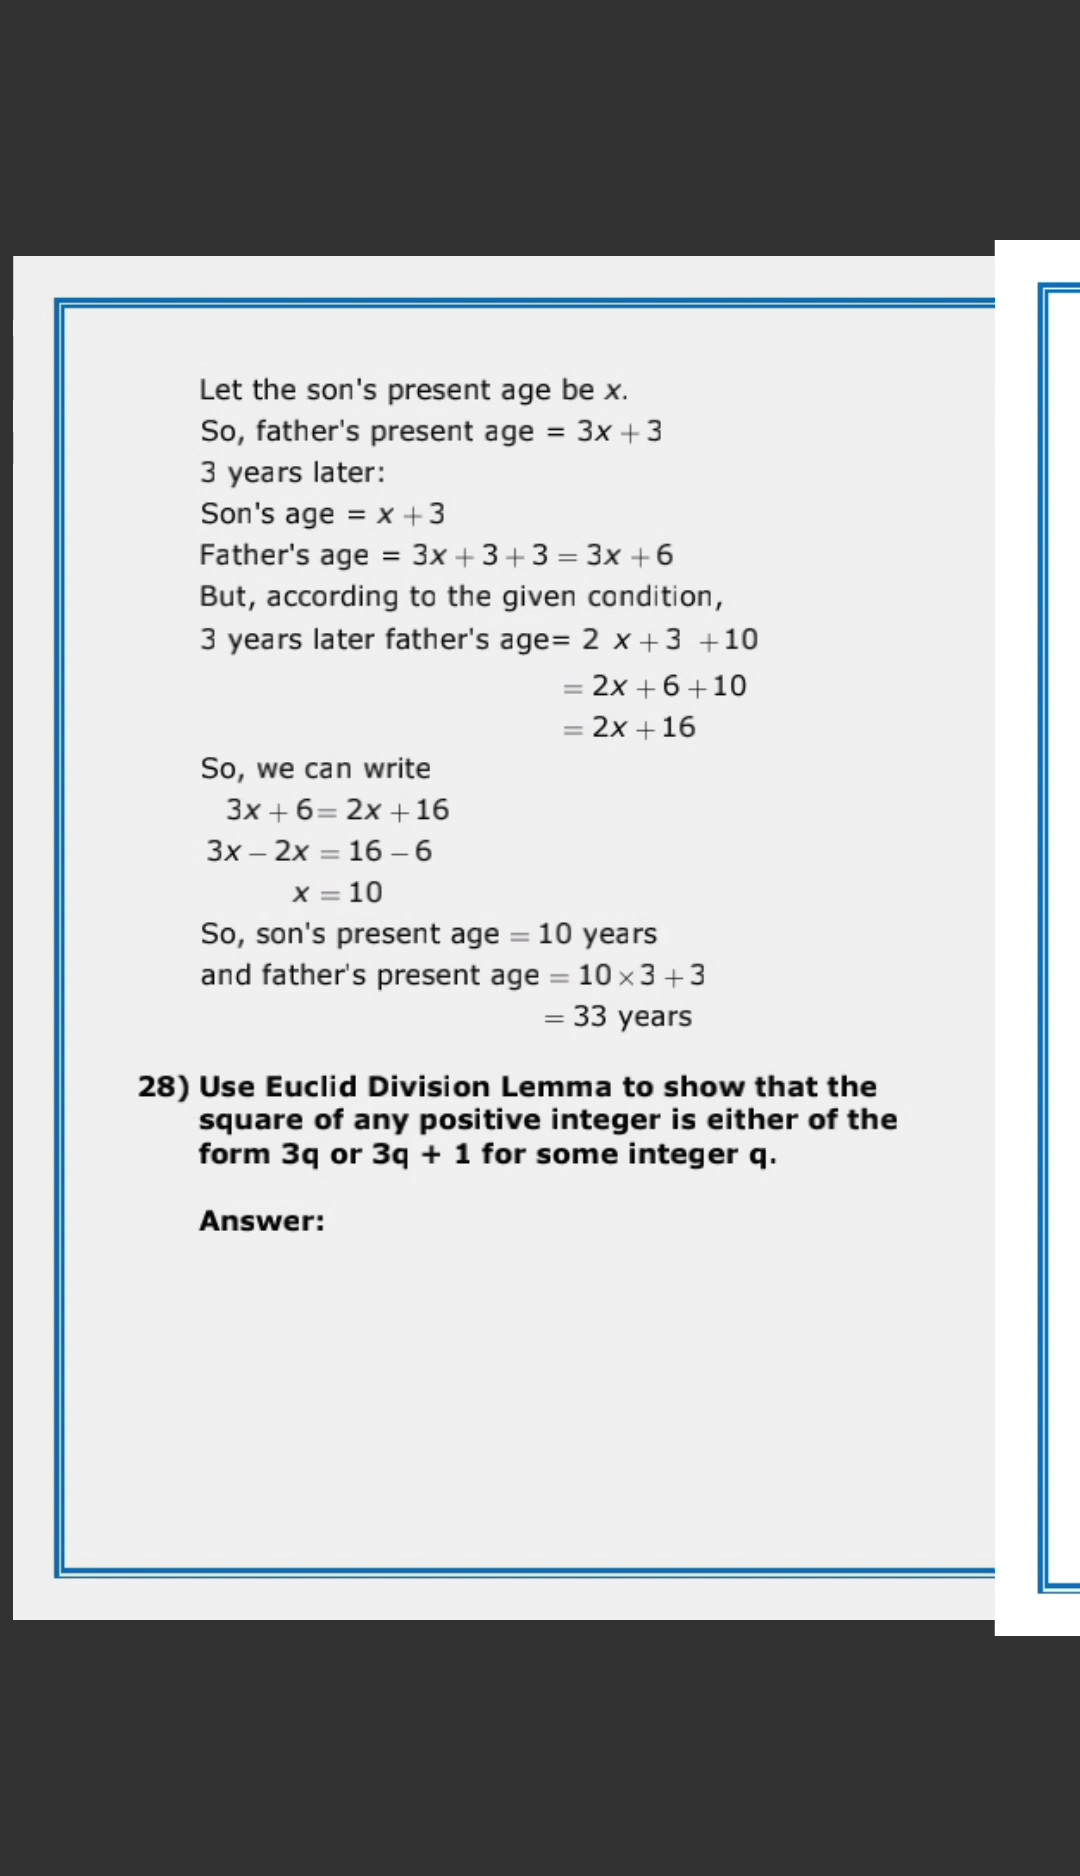 Let the son's present age be x.
So, father's present age = 3x + 3
3 years later:
Son's age = x + 3
Father's age = 3x + 3 + 3 = 3x + 6
But, according to the given condition,
3 years later father's age= 2 x + 3 + 10
= 2x + 6 + 10
= 2x + 16
So, we can write
3x + 6= 2x + 16
3x – 2x = 16 – 6
x = 10
So, son's present age = 10 years
and father's present age = 10 × 3 + 3
= 33 years
28) Use Euclid Division Lemma to show that the
square of any positive integer is either of the
form 3q or 3q + 1 for some integer q.
Answer: